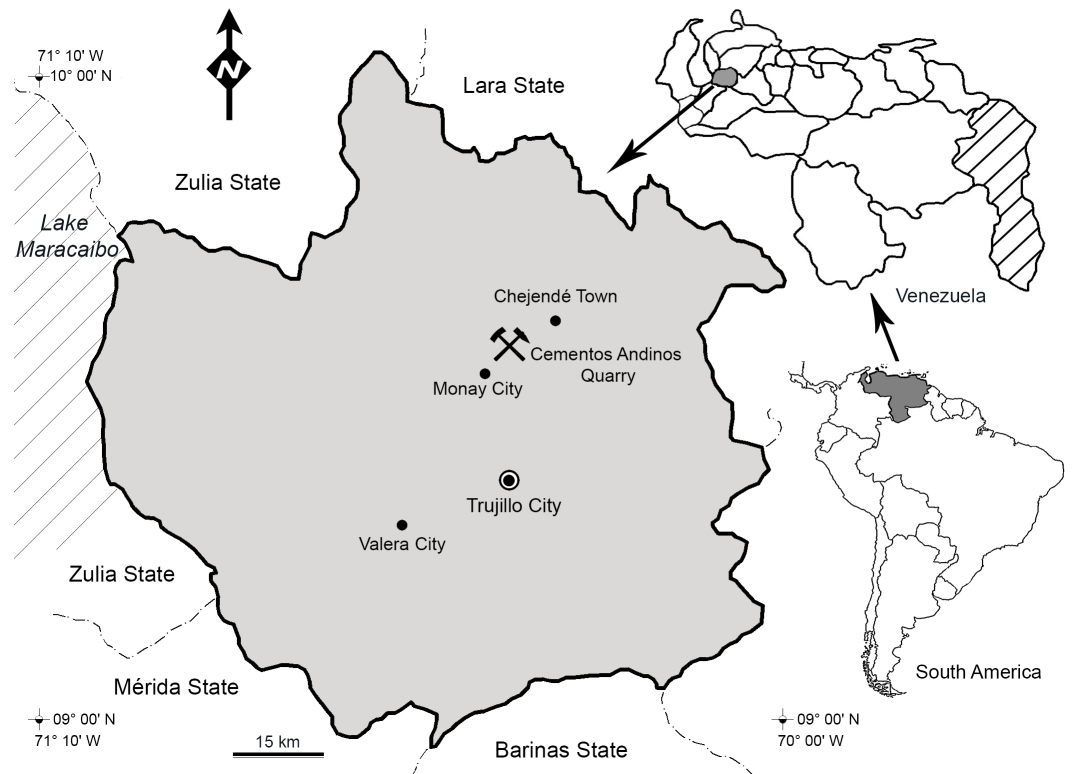 71° 10' W
10° 00' N
N
Lara State
Zulia State
Lake
Maracaibo
Chejendé Town
Venezuela
Cementos Andinos
Quarry
Monay City
Trujillo City
Valera City
Zulia State
South America
Mérida State
09° 00' N
71° 10' W
15 km
Barinas State
09° 00' N
70° 00' W